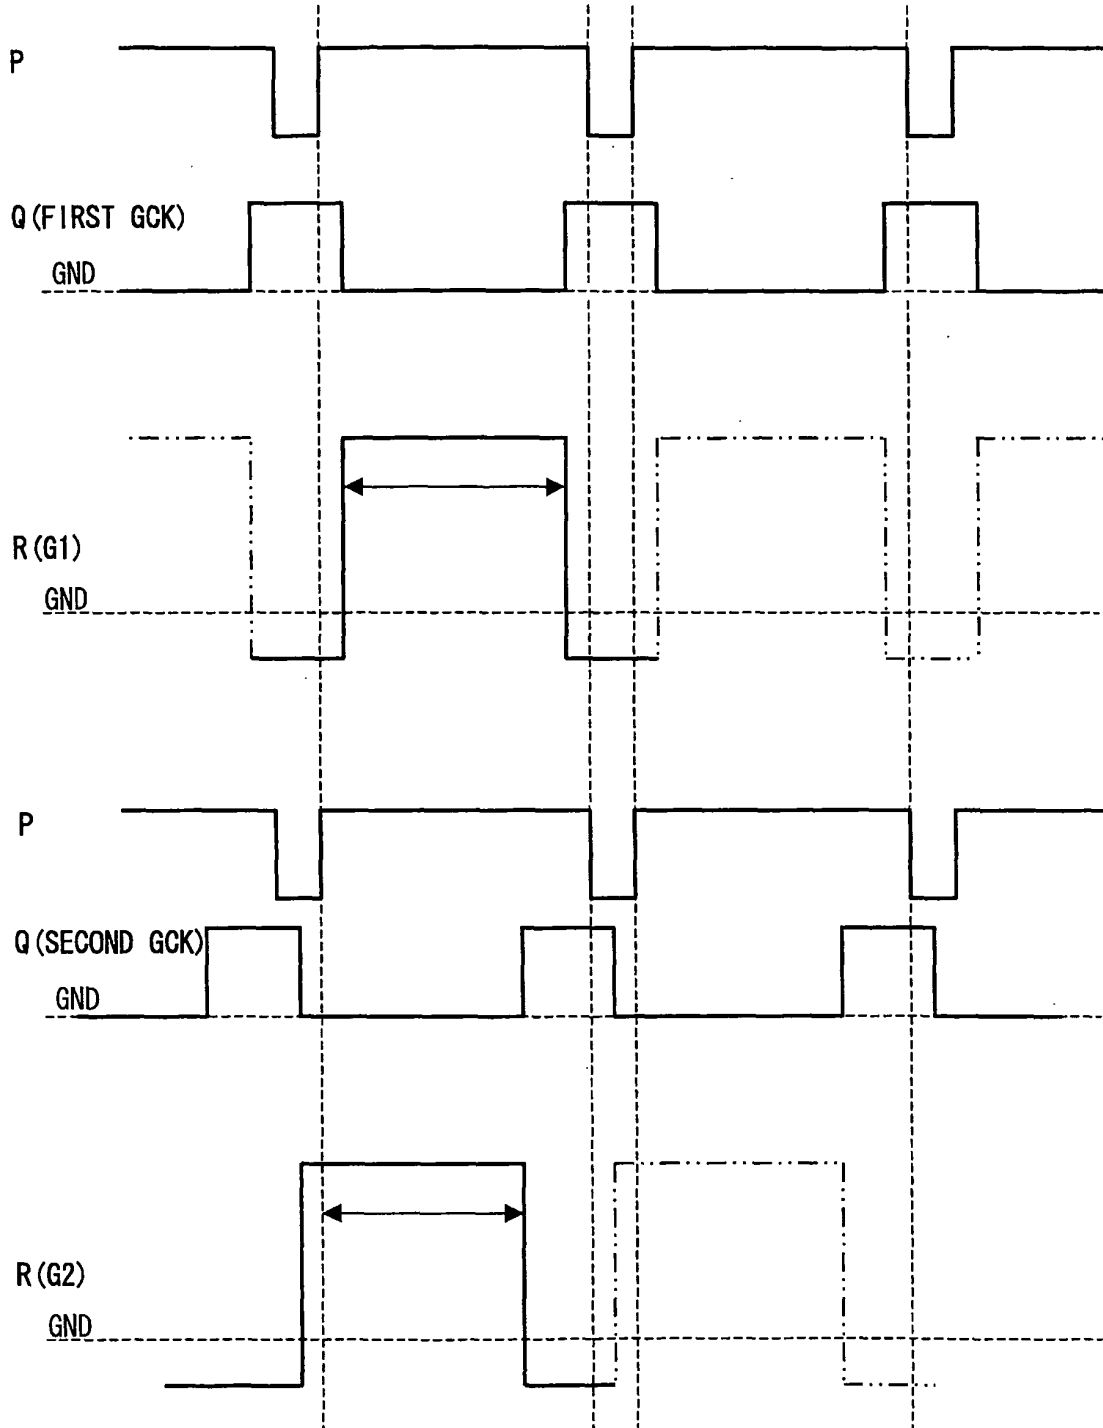 P
Q(FIRST GCK)
GND
R(G1)
GND
P
Q(SECOND GCK)
GND
R(G2)
GND